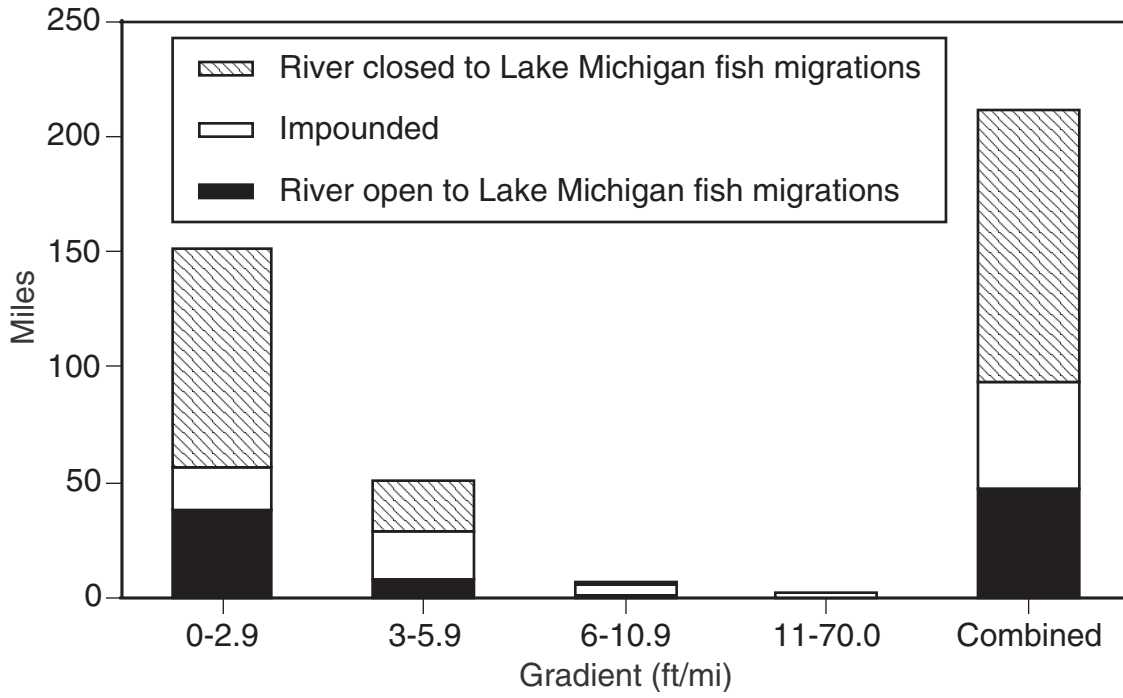 250
200
150
100
50
0
Miles
River closed to Lake Michigan fish migrations
Impounded
River open to Lake Michigan fish migrations
0-2.9 3-5.9 6-10.9 11-70.0 Combined
Gradient (ft/mi)